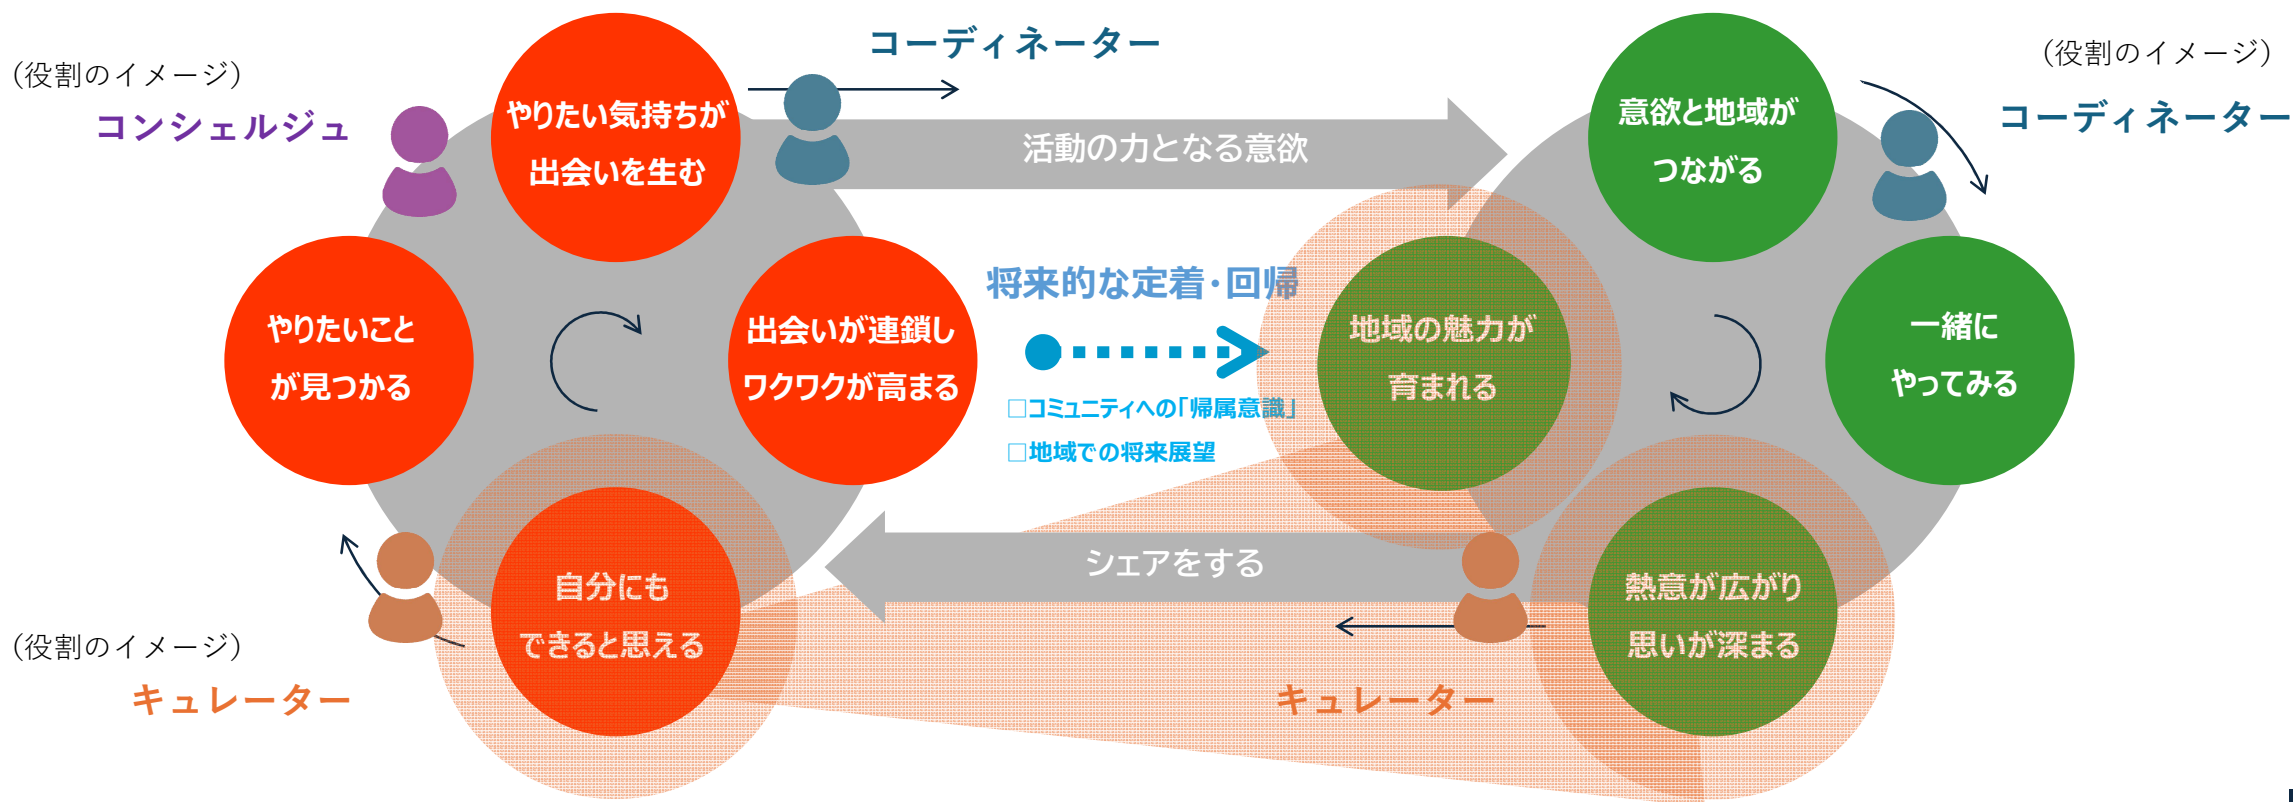 (役割のイメージ)
コンシェルジュ
やりたい気持ちが
出会いを生む
コーディネーター
活動の力となる意欲
意欲と地域が
つながる
(役割のイメージ)
コーディネーター
やりたいこと
が見つかる
出会いが連鎖し
ワクワクが高まる
将来的な定着・回帰
□コミュニティへの「帰属意識」
□地域での将来展望
地域の魅力が
育まれる
一緒に
やってみる
自分にも
できると思える
シェアをする
熱意が広がり
思いが深まる
(役割のイメージ)
キュレーター
キュレーター